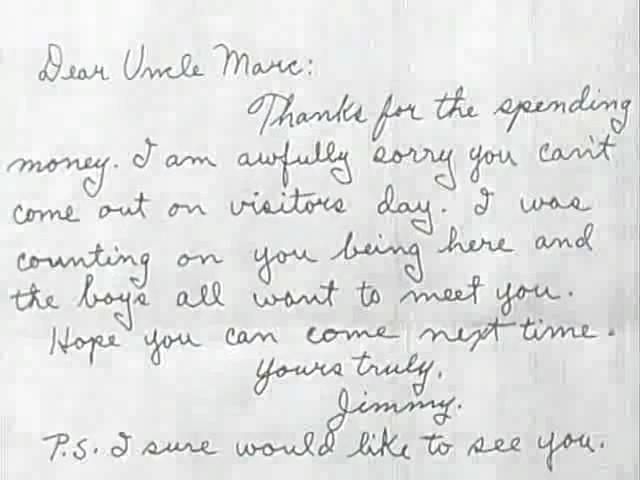 Dear Uncle Marc:
Thanks for the spending
money. I am awfully sorry you can't
come out on visitors day. I was
counting on you being here and
the boys all want to meet you.
Hope you can come next time.
Yours truly,
Jimmy.
P.S. I sure would like to see you.